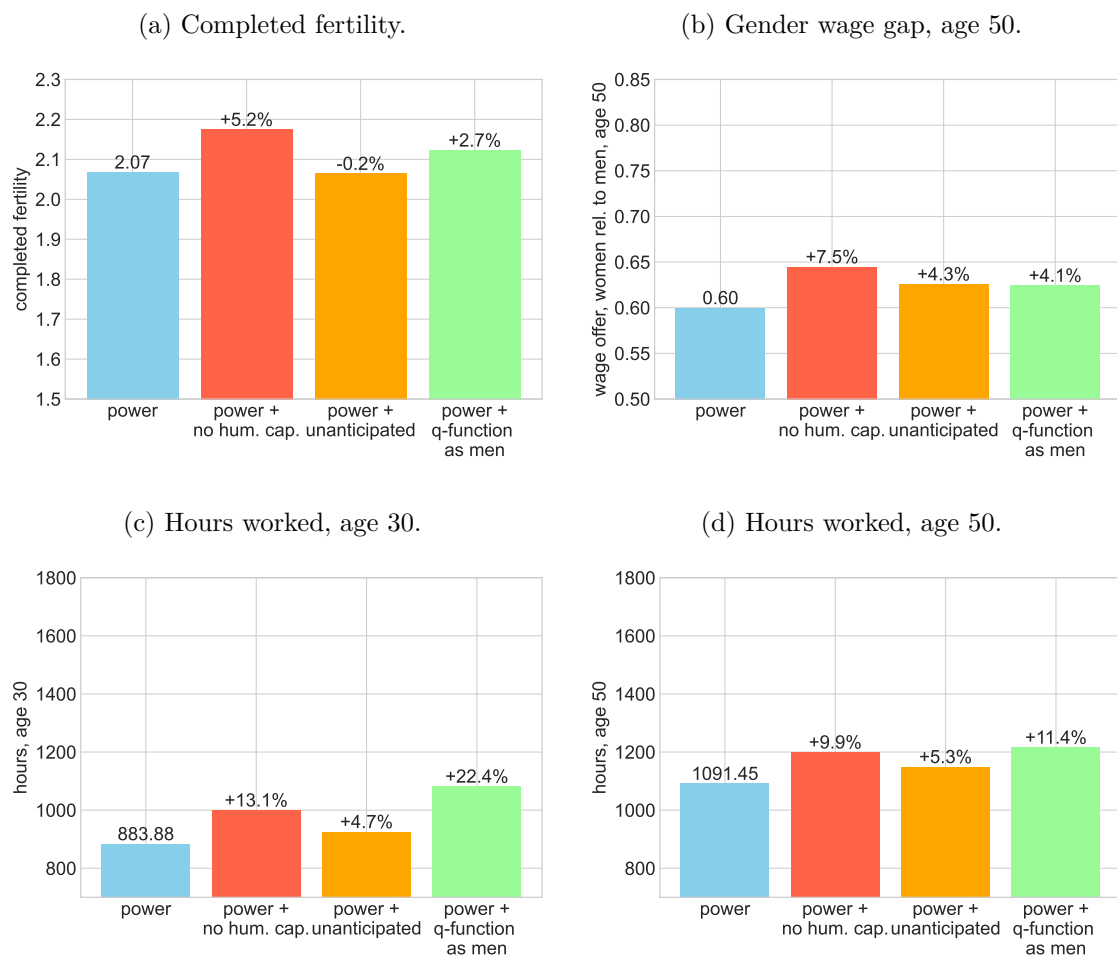 (a) Completed fertility.
completed fertility
2.3
2.2
2.1
2.0
1.9
1.8
1.7
1.6
1.5
2.07
+5.2%
-0.2%
+2.7%
power
power +
no hum. cap.
power +
unanticipated
power +
q-function
as men
(b) Gender wage gap, age 50.
wage offer, women rel. to men, age 50
0.85
0.80
0.75
0.70
0.65
0.60
0.55
0.50
0.60
+7.5%
+4.3%
+4.1%
power
power +
no hum. cap.
power +
unanticipated
power +
q-function
as men
(c) Hours worked, age 30.
hours, age 30
1800
1600
1400
1200
1000
800
883.88
+13.1%
+4.7%
+22.4%
power
power +
no hum. cap.
power +
unanticipated
power +
q-function
as men
(d) Hours worked, age 50.
hours, age 50
1800
1600
1400
1200
1000
800
1091.45
+9.9%
+5.3%
+11.4%
power
power +
no hum. cap.
power +
unanticipated
power +
q-function
as men